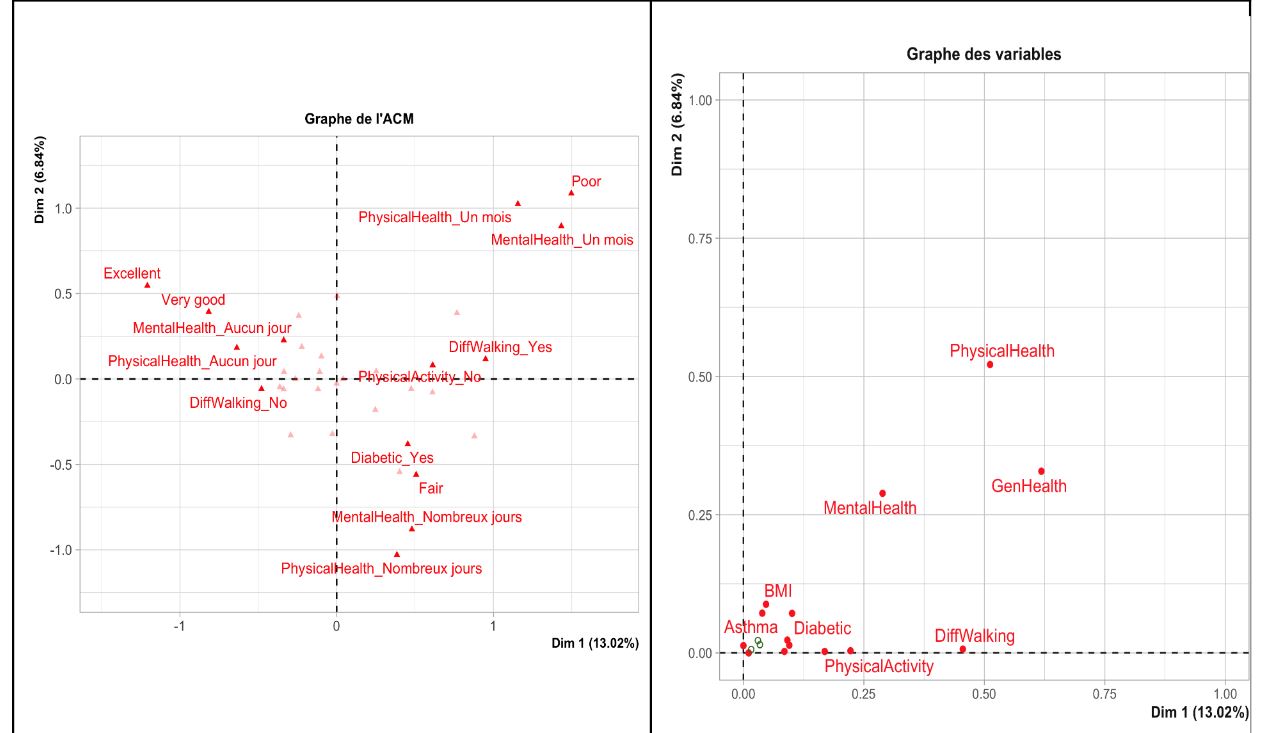 Graphe de l'ACM
Dim 2 (6.84%)
1.0
0.5
0.0
-0.5
-1.0
Poor
PhysicalHealth_Un mois
MentalHealth_Un mois
Excellent
Very good
MentalHealth_Aucun jour
PhysicalHealth_Aucun jour
DiffWalking_Yes
PhysicalActivity_No
DiffWalking_No
Diabetic_Yes
Fair
MentalHealth_Nombreux jours
PhysicalHealth_Nombreux jours
-1
0
1
Dim 1 (13.02%)
Graphe des variables
Dim 2 (6.84%)
1.00
0.75
0.50
0.25
0.00
PhysicalHealth
GenHealth
MentalHealth
BMI
Asthma
Diabetic
DiffWalking
PhysicalActivity
0.00
0.25
0.50
0.75
1.00
Dim 1 (13.02%)